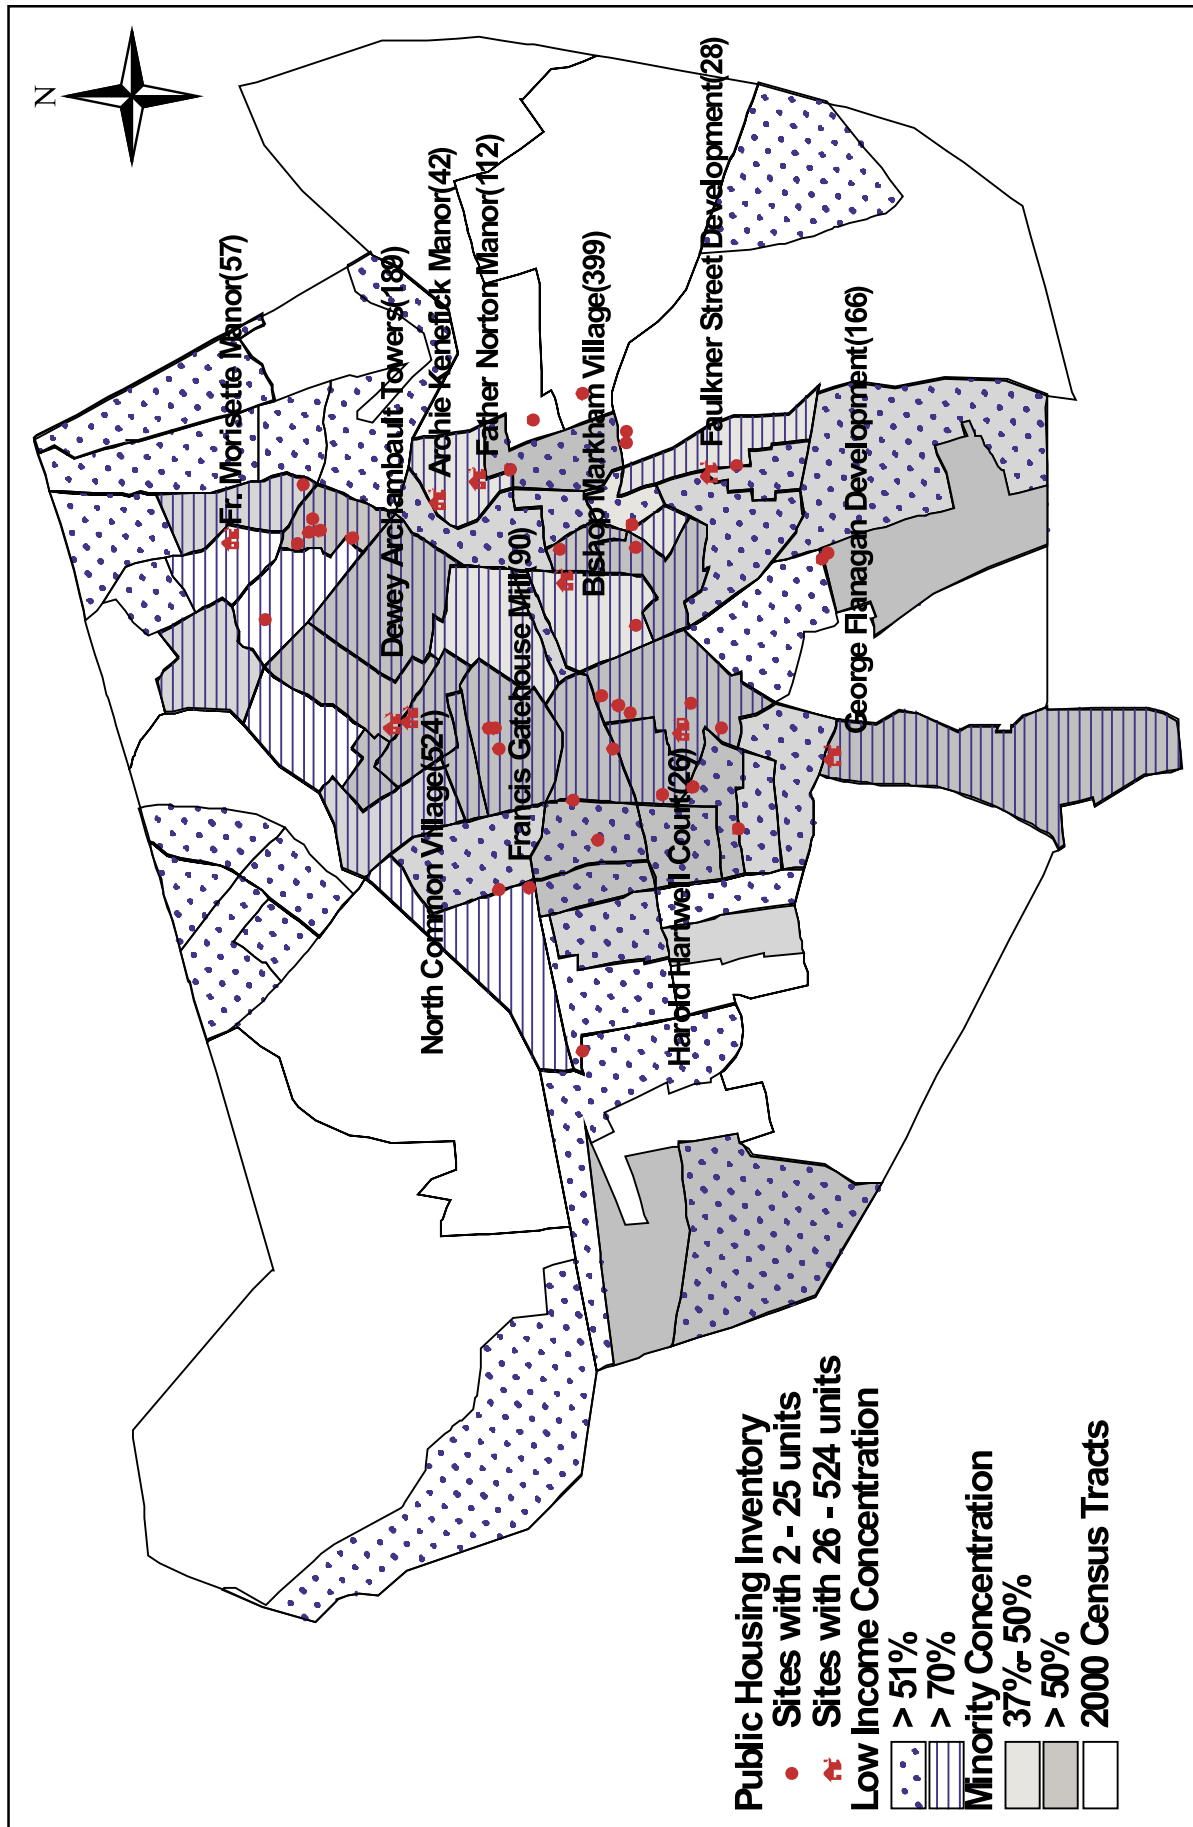 N
Fr. Morisette Manor(57)
Dewey Archambault Towers(189)
Archie Kenefick Manor(42)
Father Nortom Manor(112)
Bishop Markham Village(399)
Faulkner Street Development(28)
George Flanagan Development(166)
North Common Village(524)
Francis Gatehouse Mill(90)
Harold Hartwell Court(26)
Public Housing Inventory
Sites with 2 - 25 units
Sites with 26 - 524 units
Low Income Concentration
> 51%
> 70%
Minority Concentration
37%- 50%
> 50%
2000 Census Tracts